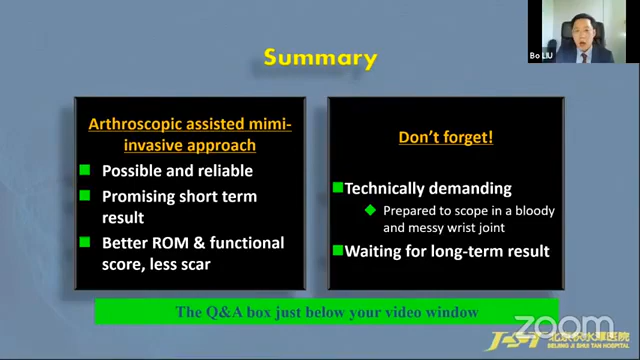 Bo LIU
Summary
Arthroscopic assisted mimi-
invasive approach
Possible and reliable
Promising short term
result
Better ROM & functional
score, less scar
Don't forget!
Technically demanding
Prepared to scope in a bloody
and messy wrist joint
Waiting for long-term result
The Q&A box just below your video window
zoom
JST 北京积水潭医院
BEIJING JI SHUI TAN HOSPITAL